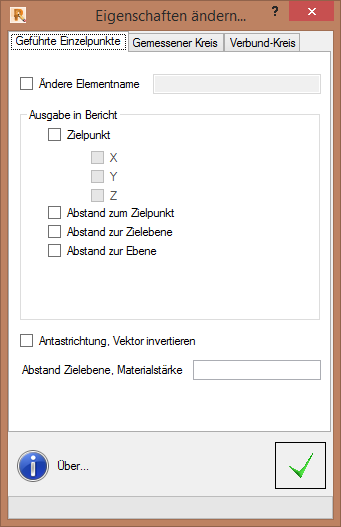 Eigenschaften ändern...
?
Geführte Einzelpunkte Gemessener Kreis Verbund-Kreis
Ändere Elementname
Ausgabe in Bericht
Zielpunkt
X
Y
Z
Abstand zum Zielpunkt
Abstand zur Zielebene
Abstand zur Ebene
Antastrichtung, Vektor invertieren
Abstand Zielebene, Materialstärke
Über...